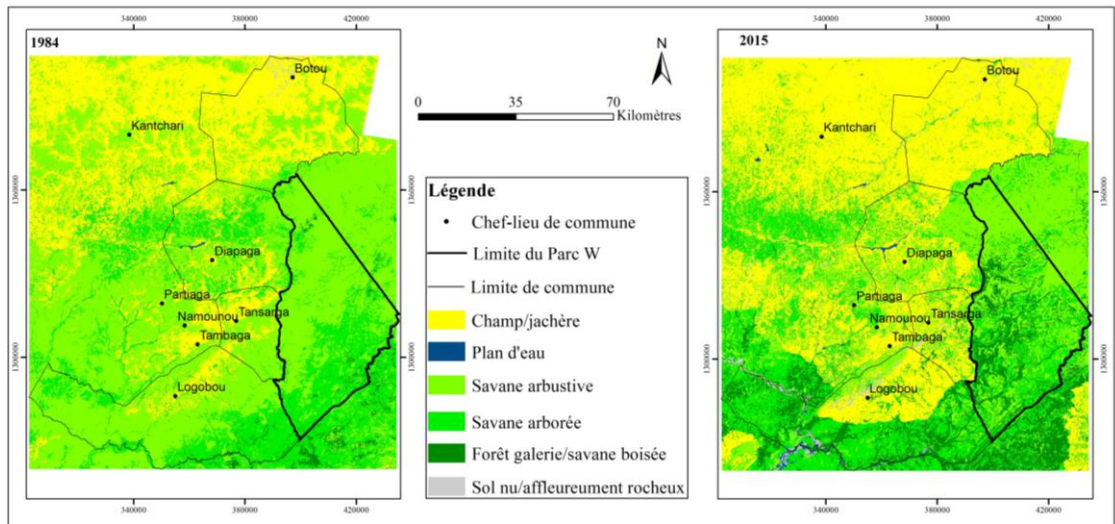 340000 380000 420000
1984
Botou
Kantchari
1360000
Diapaga
Partiaga
Tansarga
Namounou
Tambaga
1300000
Logobou
340000 380000 420000
N
0 35 70
Kilomètres
Légende
Chef-lieu de commune
Limite du Parc W
Limite de commune
Champ/jachère
Plan d'eau
Savane arbustive
Savane arborée
Forêt galerie/savane boisée
Sol nu/affleureument rocheux
340000 380000 420000
2015
Botou
Kantchari
1360000
1360000
Diapaga
Partiaga
Tansarga
Namounou
Tambaga
1300000
1300000
Logobou
340000 380000 420000